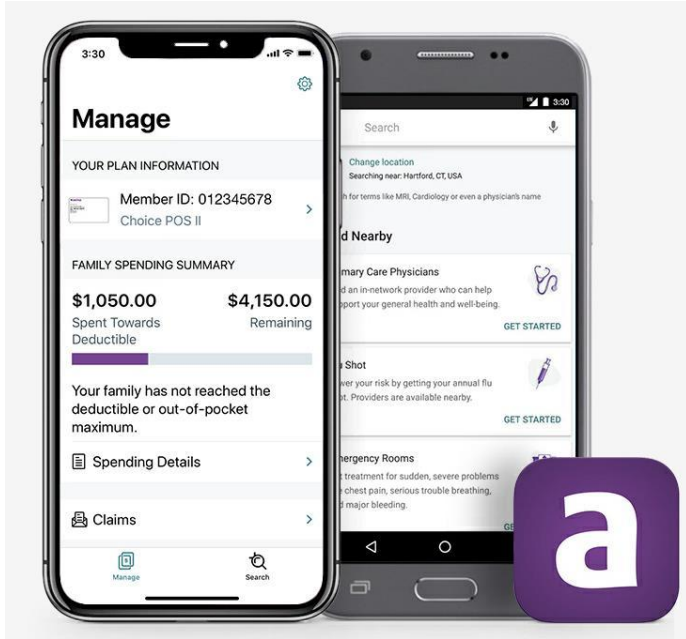 3:30
Manage
YOUR PLAN INFORMATION
Member ID: 012345678
Choice POS II
FAMILY SPENDING SUMMARY
$1,050.00 $4,150.00
Spent Towards Remaining
Deductible
Your family has not reached the
deductible or out-of-pocket
maximum.
Spending Details
Claims
Manage Search
3:30
Search
Change location
Searching near: Hartford, CT, USA
for terms like MRI, Cardiology or even a physician's name
Nearby
Care Physicians
an in-network provider who can help
your general health and well-being.
GET STARTED
Shot
your risk by getting your annual flu
Providers are available nearby.
GET STARTED
Rooms
treatment for sudden, severe problems
chest pain, serious trouble breathing,
major bleeding.
a